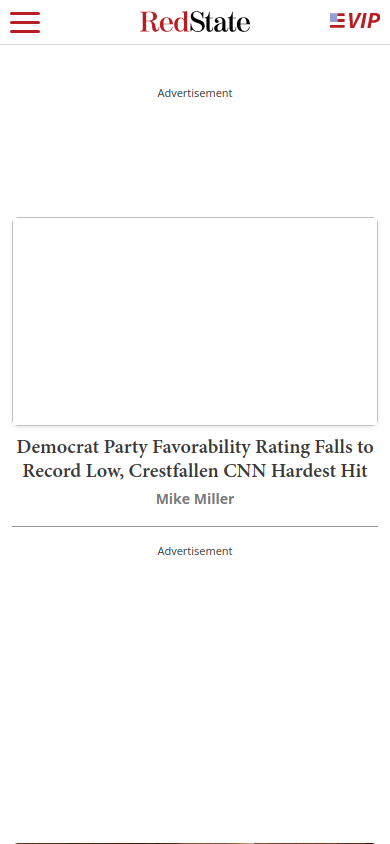 RedState
VIP
Advertisement
Democrat Party Favorability Rating Falls to
Record Low, Crestfallen CNN Hardest Hit
Mike Miller
Advertisement